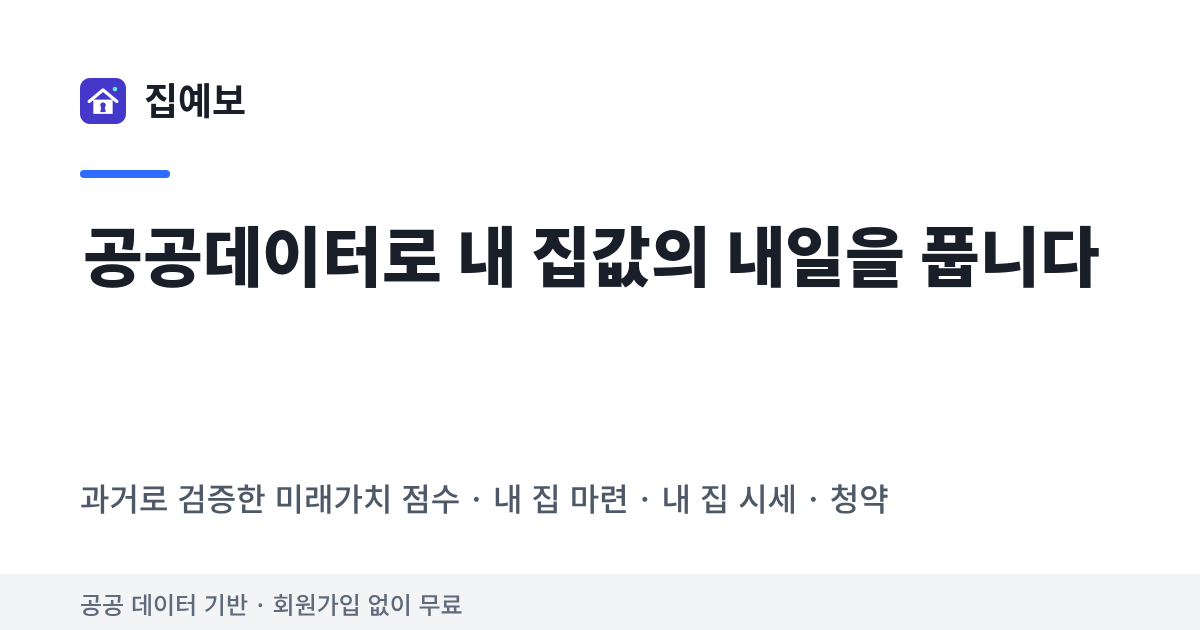 집예보
공공데이터로 내 집값의 내일을 풉니다
과거로 검증한 미래가치 점수 · 내 집 마련 · 내 집 시세 · 청약
공공 데이터 기반 · 회원가입 없이 무료